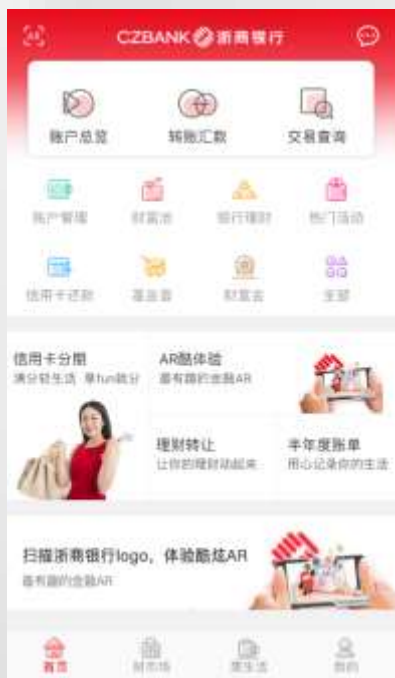 AR
CZBANK 浙商银行
账户总览 转账汇款 交易查询
账户管理 财富池 银行理财 热门活动
信用卡还款 基金宝 财富云 全部
信用卡分期 AR酷体验
满分轻生活 享fun就分 最有趣的金融AR
理财转让 半年度账单
让你的理财动起来 用心记录你的生活
扫描浙商银行logo，体验酷炫AR
最有趣的金融AR
首页 财市场 惠生活 我的